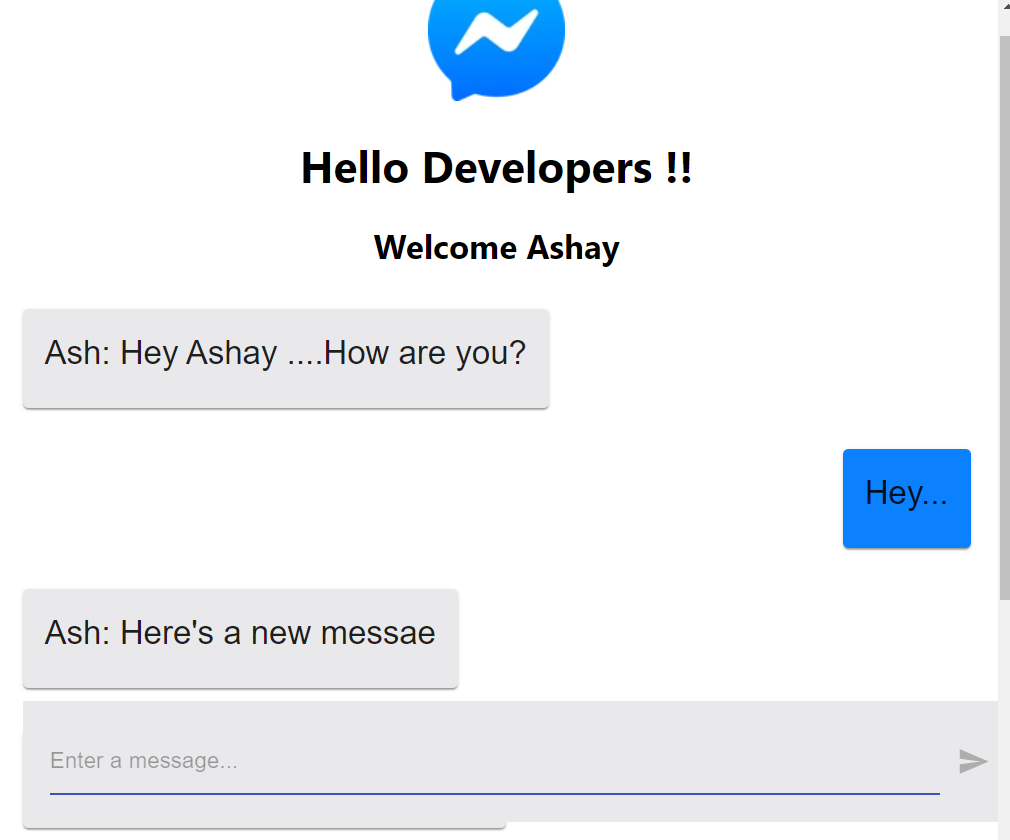 Hello Developers !!
Welcome Ashay
Ash: Hey Ashay ....How are you?
Hey...
Ash: Here's a new messae
Enter a message...